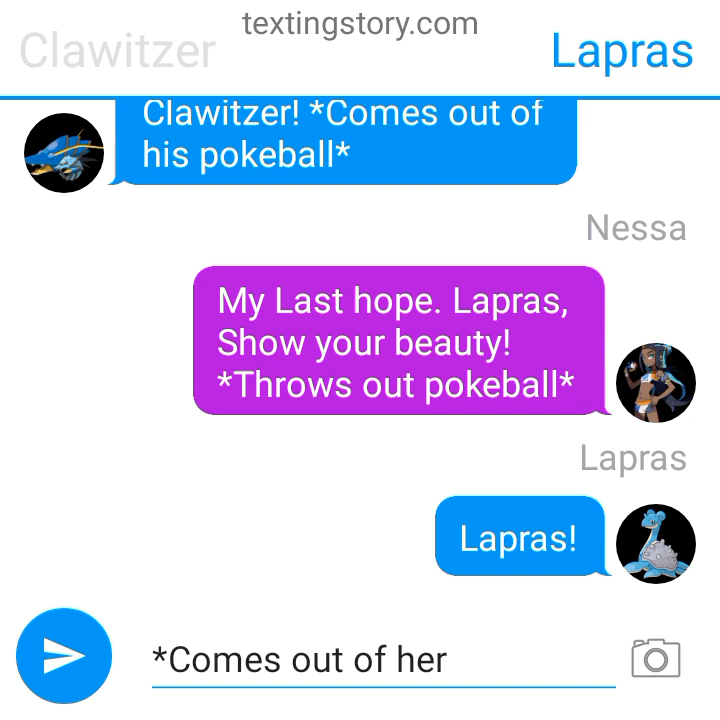 textingstory.com
Clawitzer
Lapras
Clawitzer! *Comes out of
his pokeball*
Nessa
My Last hope. Lapras,
Show your beauty!
*Throws out pokeball*
Lapras
Lapras!
*Comes out of her